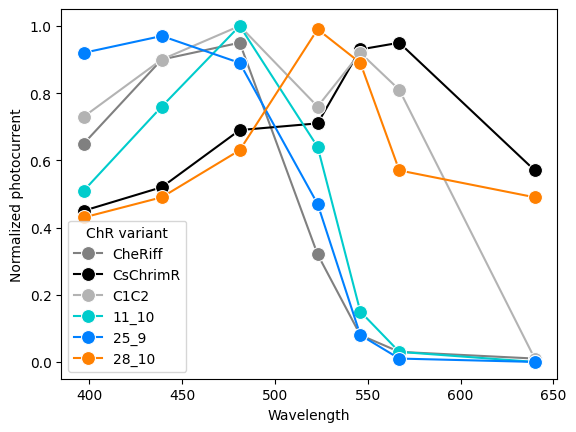 1.0
0.8
0.6
0.4
0.2
0.0
Normalized photocurrent
ChR variant
CheRiff
CsChrimR
C1C2
11_10
25_9
28_10
400 450 500 550 600 650
Wavelength